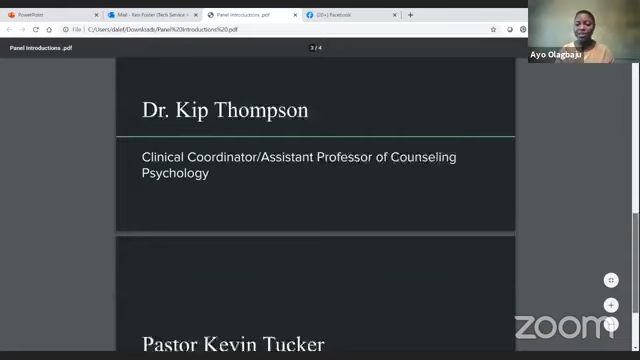 PowerPoint
Mail - Ken Foster (Tech Service
Panel Introductions .pdf
(20+) Facebook
File
C:/Users/dalef/Downloads/Panel%20Introductions%20.pdf
Panel Introductions .pdf
3 / 4
Ayo Olagbaju
Dr. Kip Thompson
Clinical Coordinator/Assistant Professor of Counseling
Psychology
Pastor Kevin Tucker
zoom